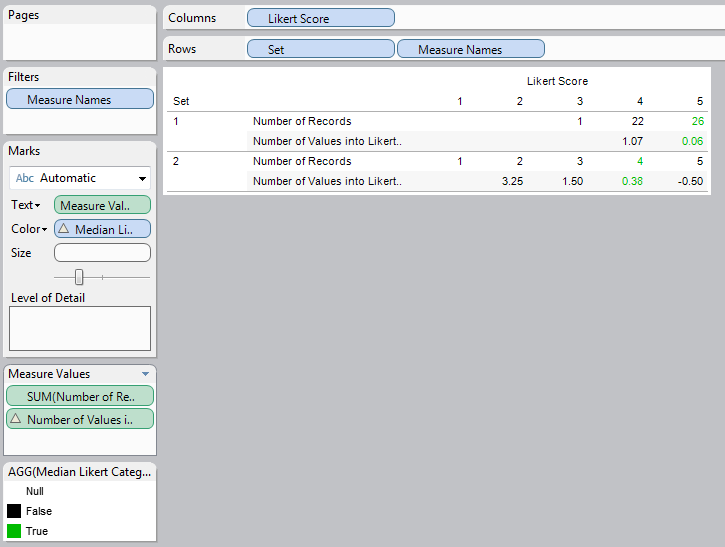 Pages
Columns Likert Score
Rows Set Measure Names
Filters
Measure Names
Marks
Abc Automatic
Text Measure Val..
Color Median Li..
Size
Level of Detail
Measure Values
SUM(Number of Re..
Number of Values i..
AGG(Median Likert Categ...
Null
False
True
Likert Score
Set 1 2 3 4 5
1 Number of Records 1 22 26
Number of Values into Likert.. 1.07 0.06
2 Number of Records 1 2 3 4 5
Number of Values into Likert.. 3.25 1.50 0.38 -0.50